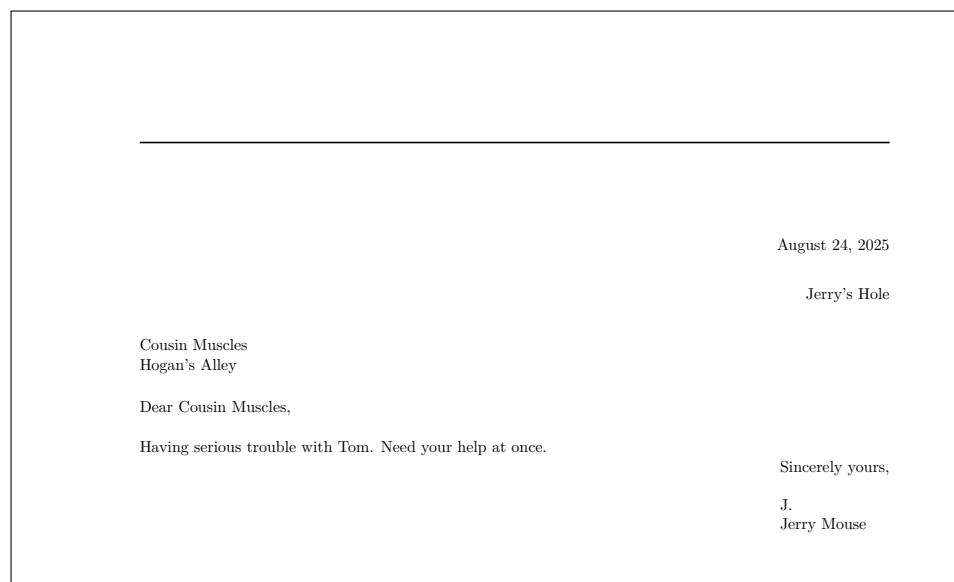 August 24, 2025
Jerry's Hole
Cousin Muscles
Hogan's Alley
Dear Cousin Muscles,
Having serious trouble with Tom. Need your help at once.
Sincerely yours,
J.
Jerry Mouse